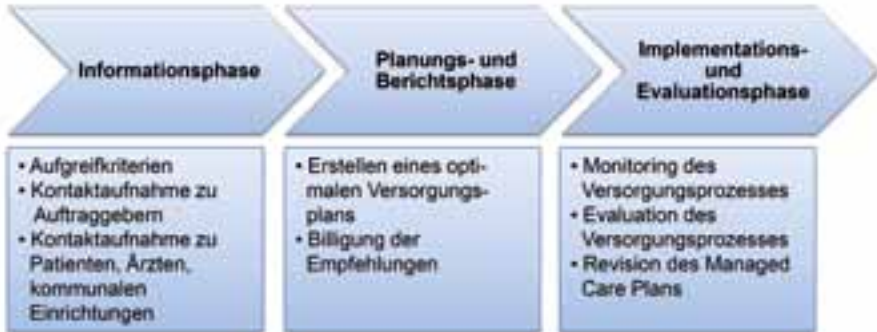 Informationsphase
• Aufgreifkriterien
• Kontaktaufnahme zu
Auftraggebern
• Kontaktaufnahme zu
Patienten, Ärzten,
kommunalen
Einrichtungen
Planungs- und
Berichtsphase
• Erstellen eines opti-
malen Versorgungs-
plans
• Billigung der
Empfehlungen
Implementations-
und
Evaluationsphase
• Monitoring des
Versorgungsprozesses
• Evaluation des
Versorgungsprozesses
• Revision des Managed
Care Plans